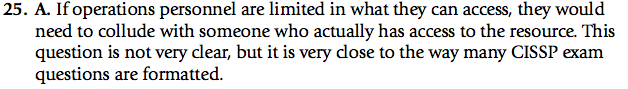 25. A. If operations personnel are limited in what they can access, they would
need to collude with someone who actually has access to the resource. This
question is not very clear, but it is very close to the way many CISSP exam
questions are formatted.